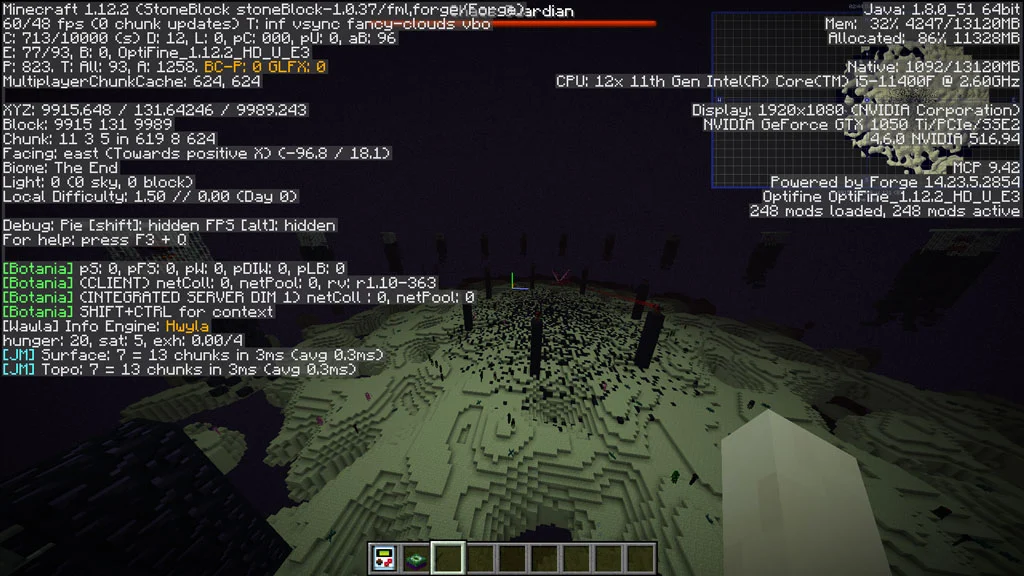 Minecraft 1.12.2 (StoneBlock stoneBlock-1.0.37/fml,forge/Forge)
60/48 fps (0 chunk updates) T: inf vsync fancy-clouds vbo
C: 713/10000 (s) D: 12, L: 0, pC: 000, pU: 0, aB: 96
E: 77/93, B: 0, OptiFine_1.12.2_HD_U_E3
P: 823. T: All: 93, A: 1258. BC-P: 0 GLFX: 0
MultiplayerChunkCache: 624, 624
XYZ: 9915.648 / 131.64246 / 9989.243
Block: 9915 131 9989
Chunk: 11 3 5 in 619 8 624
Facing: east (Towards positive X) (-96.8 / 18.1)
Biome: The End
Light: 0 (0 sky, 0 block)
Local Difficulty: 1.50 // 0.00 (Day 0)
Debug: Pie [shift]: hidden FPS [alt]: hidden
For help: press F3 + Q
[Botania] pS: 0, pFS: 0, pW: 0, pDIW: 0, pLB: 0
[Botania] (CLIENT) netColl: 0, netPool: 0, rv: r1.10-363
[Botania] (INTEGRATED SERVER DIM 1) netColl : 0, netPool: 0
[Botania] SHIFT+CTRL for context
[Wawla] Info Engine: Hwyla
hunger: 20, sat: 5, exh: 0.00/4
[JM] Surface: 7 = 13 chunks in 3ms (avg 0.3ms)
[JM] Topo: 7 = 13 chunks in 3ms (avg 0.3ms)
Java: 1.8.0_51 64bit
Mem: 32% 4247/13120MB
Allocated: 86% 11328MB
Native: 10092/13120MB
CPU: 12x 11th Gen Intel(R) Core(TM) i5-11400F @ 2.60GHz
Display: 1920x1080 (NVIDIA Corporation)
NVIDIA GeForce GTX 1050 Ti/PCIe/SSE2
4.6.0 NVIDIA 516.94
MCP 9.42
Powered by Forge 14.23.5.2854
Optifine OptiFine_1.12.2_HD_U_E3
248 mods loaded, 248 mods active